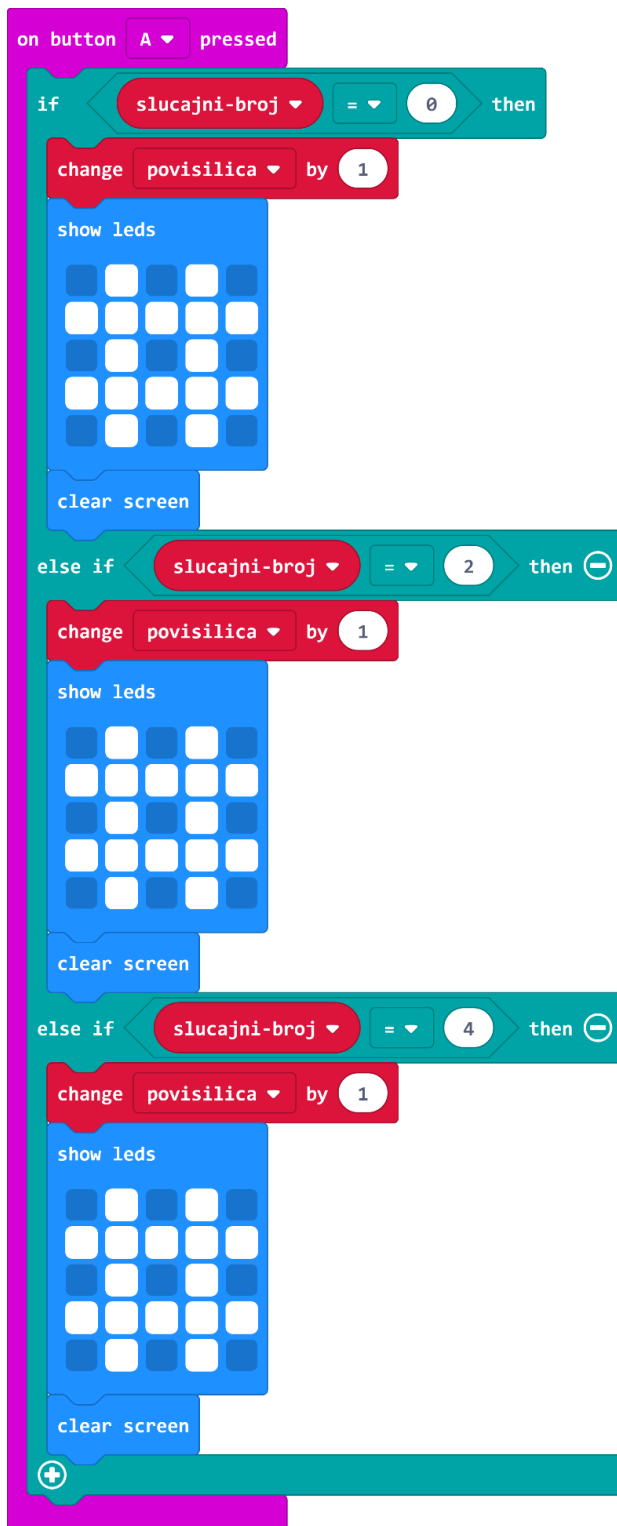 on button A pressed
if slucajni-broj = 0 then
change povisilica by 1
show leds
clear screen
else if slucajni-broj = 2 then
change povisilica by 1
show leds
clear screen
else if slucajni-broj = 4 then
change povisilica by 1
show leds
clear screen